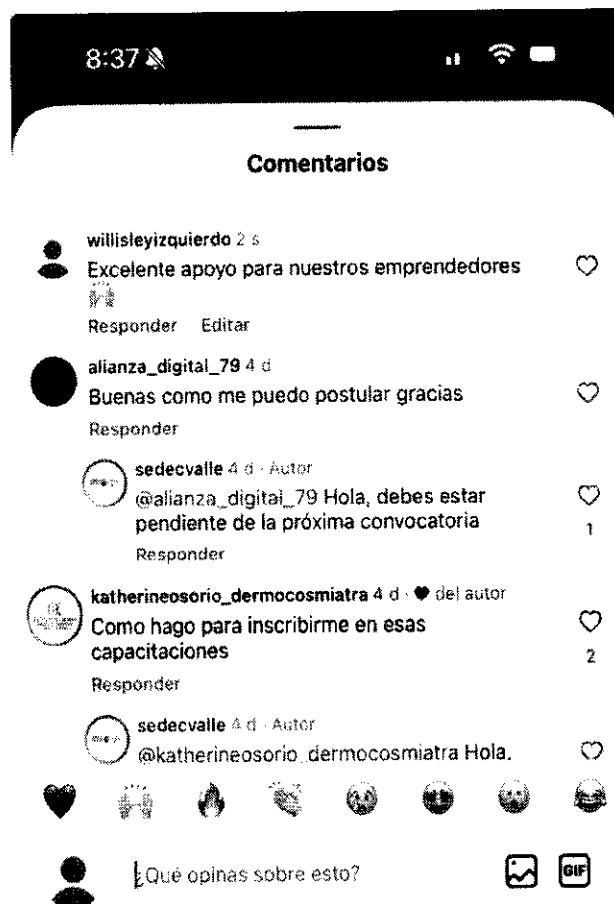 8:37
Comentarios
willisleyizquierdo 2 s
Excelente apoyo para nuestros emprendedores
🙌
Responder Editar
alianza_digital_79 4 d
Buenas como me puedo postular gracias
Responder
sedecvalle 4 d · Autor
@alianza_digital_79 Hola, debes estar
pendiente de la próxima convocatoria
1
Responder
katherineosorio_dermocosmiatra 4 d · ♥ del autor
Como hago para inscribirme en esas
capacitaciones
2
Responder
sedecvalle 4 d · Autor
@katherineosorio_dermocosmiatra Hola.
¿Qué opinas sobre esto?
GIF